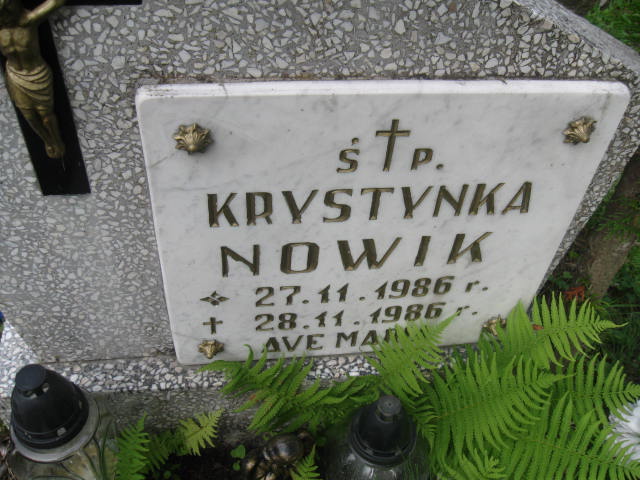 Ś P.
KRYSTYNKA
NOWIK
27.11.1986 r.
28.11.1986 r.
AVE